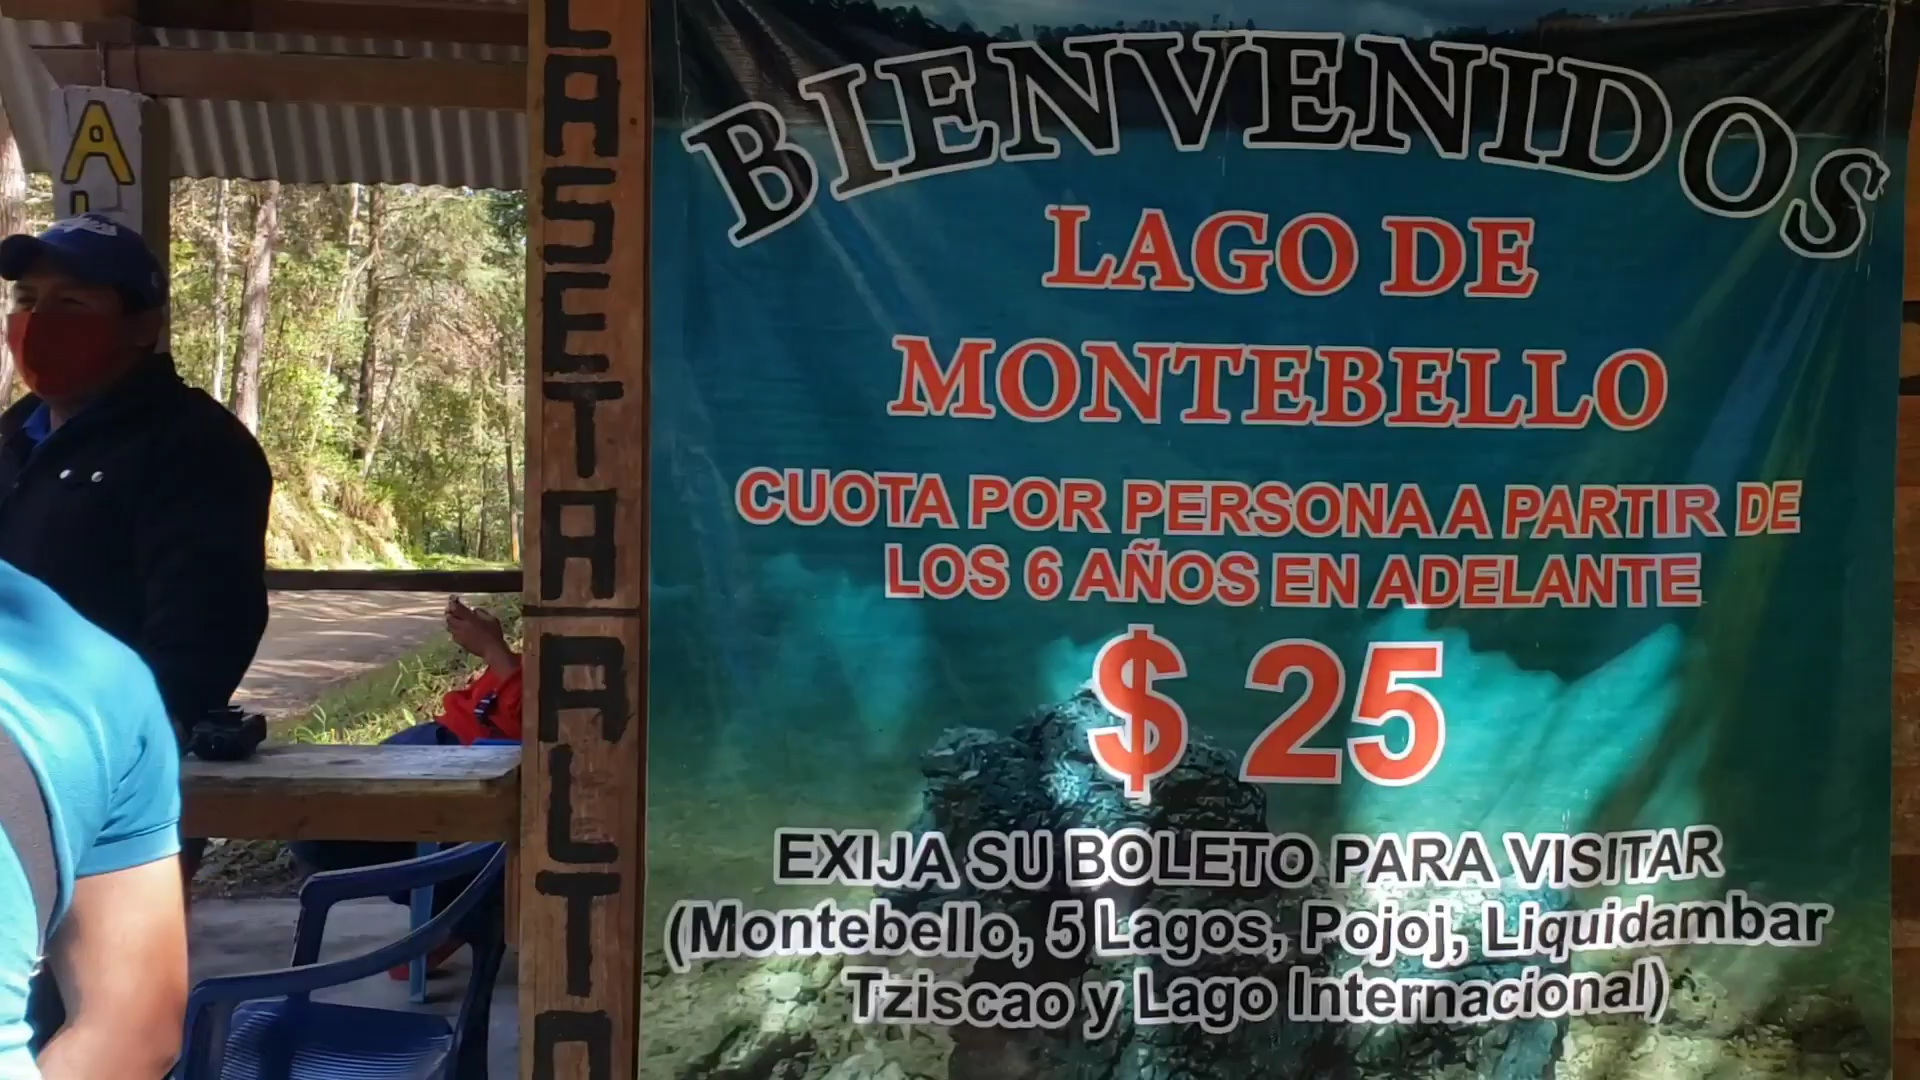 BIENVENIDOS
LAGO DE
MONTEBELLO
CUOTA POR PERSONA A PARTIR DE
LOS 6 AÑOS EN ADELANTE
$ 25
EXIJA SU BOLETO PARA VISITAR
(Montebello, 5 Lagos, Pojoj, Liquidambar
Tziscao y Lago Internacional)
CASETA ALTA
A